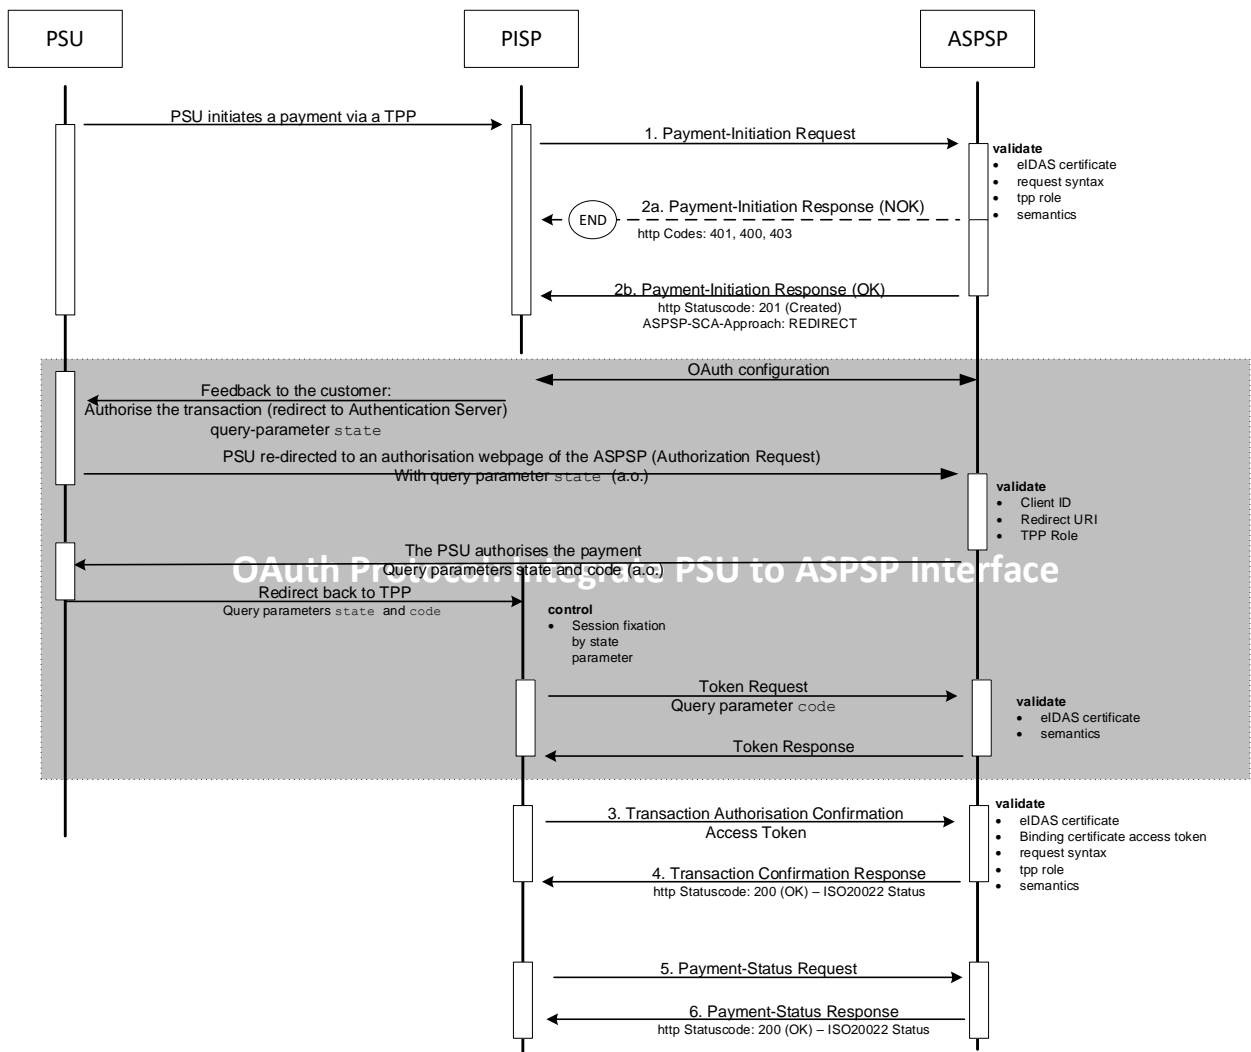 PSU
PISP
ASPSP
PSU initiates a payment via a TPP
1. Payment-Initiation Request
validate
• eIDAS certificate
• request syntax
• tpp role
• semantics
2a. Payment-Initiation Response (NOK)
END
http Codes: 401, 400, 403
2b. Payment-Initiation Response (OK)
http Statuscode: 201 (Created)
ASPSP-SCA-Approach: REDIRECT
OAuth configuration
Feedback to the customer:
Authorise the transaction (redirect to Authentication Server)
query-parameter state
PSU re-directed to an authorisation webpage of the ASPSP (Authorization Request)
With query parameter state (a.o.)
validate
• Client ID
• Redirect URI
• TPP Role
The PSU authorises the payment
OAuth Protocol: Integrate PSU to ASPSP Interface
Query parameters state and code (a.o.)
Redirect back to TPP
Query parameters state and code
control
• Session fixation
by state
parameter
Token Request
Query parameter code
validate
• eIDAS certificate
• semantics
Token Response
3. Transaction Authorisation Confirmation
Access Token
validate
• eIDAS certificate
• Binding certificate access token
• request syntax
• tpp role
• semantics
4. Transaction Confirmation Response
http Statuscode: 200 (OK) – ISO20022 Status
5. Payment-Status Request
6. Payment-Status Response
http Statuscode: 200 (OK) – ISO20022 Status